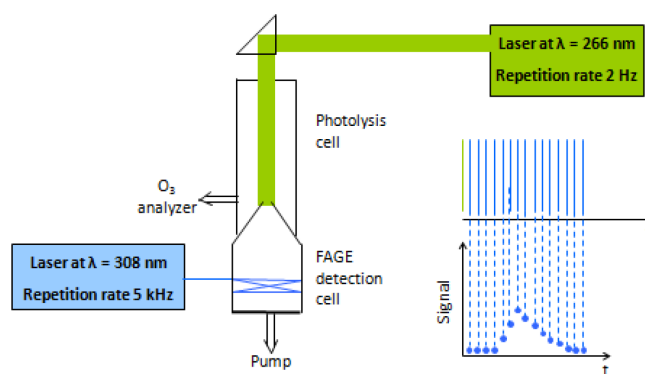 Laser at λ = 266 nm
Repetition rate 2 Hz
Photolysis
cell
O₃
analyzer
FAGE
detection
cell
Laser at λ = 308 nm
Repetition rate 5 kHz
Pump
Signal
t